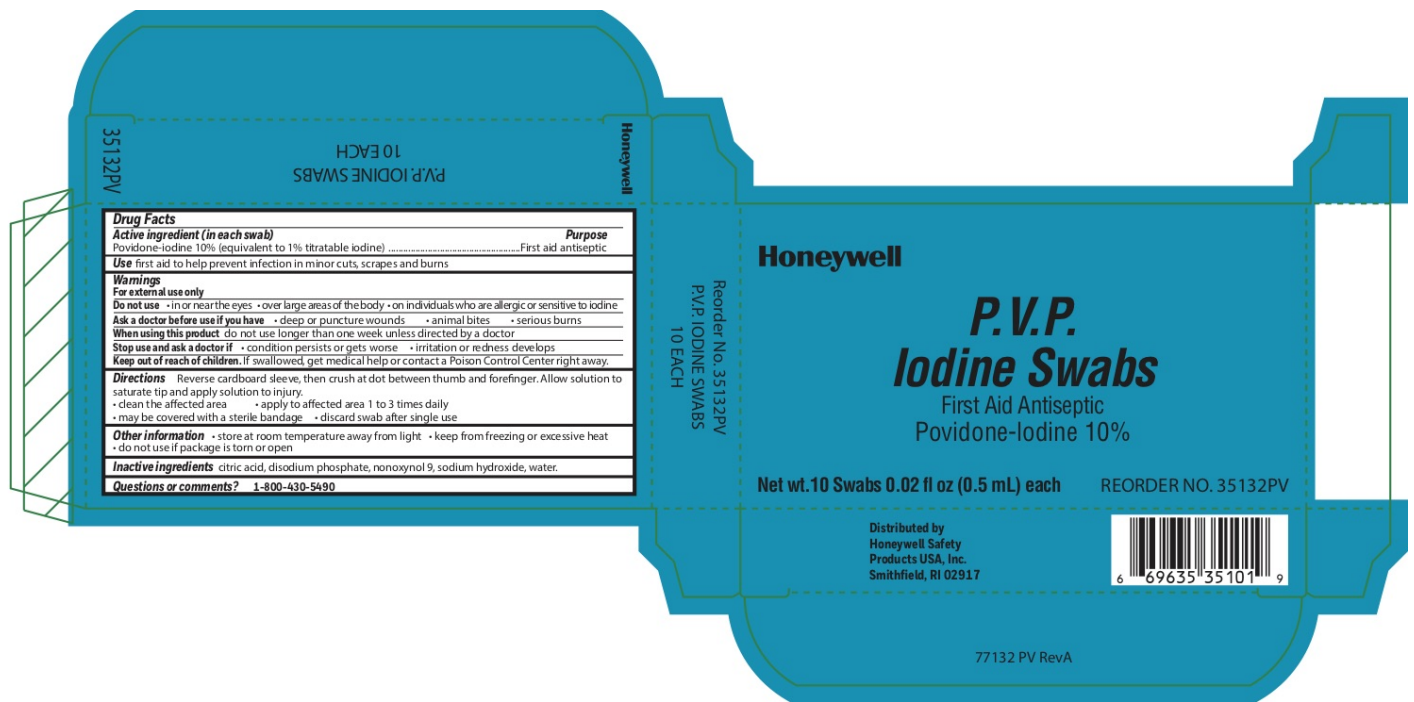 35132PV
P.V.P. IODINE SWABS
10 EACH
Honeywell
Drug Facts
Active ingredient (in each swab) Purpose
Povidone-iodine 10% (equivalent to 1% titratable iodine) ....................................................First aid antiseptic
Use first aid to help prevent infection in minor cuts, scrapes and burns
Warnings
For external use only
Do not use • in or near the eyes • over large areas of the body • on individuals who are allergic or sensitive to iodine
Ask a doctor before use if you have • deep or puncture wounds • animal bites • serious burns
When using this product do not use longer than one week unless directed by a doctor
Stop use and ask a doctor if • condition persists or gets worse • irritation or redness develops
Keep out of reach of children. If swallowed, get medical help or contact a Poison Control Center right away.
Directions Reverse cardboard sleeve, then crush at dot between thumb and forefinger. Allow solution to
saturate tip and apply solution to injury.
• clean the affected area • apply to affected area 1 to 3 times daily
• may be covered with a sterile bandage • discard swab after single use
Other information • store at room temperature away from light • keep from freezing or excessive heat
• do not use if package is torn or open
Inactive ingredients citric acid, disodium phosphate, nonoxynol 9, sodium hydroxide, water.
Questions or comments? 1-800-430-5490
Reorder No. 35132PV
P.V.P. IODINE SWABS
10 EACH
Honeywell
P.V.P.
Iodine Swabs
First Aid Antiseptic
Povidone-Iodine 10%
Net wt.10 Swabs 0.02 fl oz (0.5 mL) each
REORDER NO. 35132PV
Distributed by
Honeywell Safety
Products USA, Inc.
Smithfield, RI 02917
6 69635 35101 9
77132 PV RevA